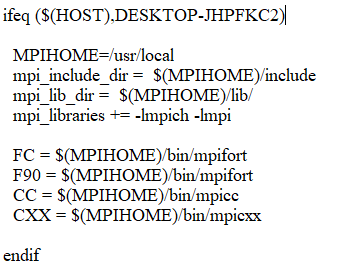 ifeq ($(HOST),DESKTOP-JHPFKC2)
MPIHOME=/usr/local
mpi_include_dir = $(MPIHOME)/include
mpi_lib_dir = $(MPIHOME)/lib/
mpi_libraries += -lmpich -lmpi
FC = $(MPIHOME)/bin/mpifort
F90 = $(MPIHOME)/bin/mpifort
CC = $(MPIHOME)/bin/mpicc
CXX = $(MPIHOME)/bin/mpicxx
endif